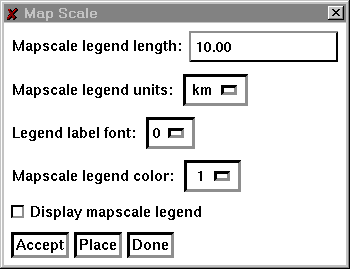 Map Scale
Mapscale legend length: 10.00
Mapscale legend units: km
Legend label font: 0
Mapscale legend color: 1
Display mapscale legend
Accept Place Done